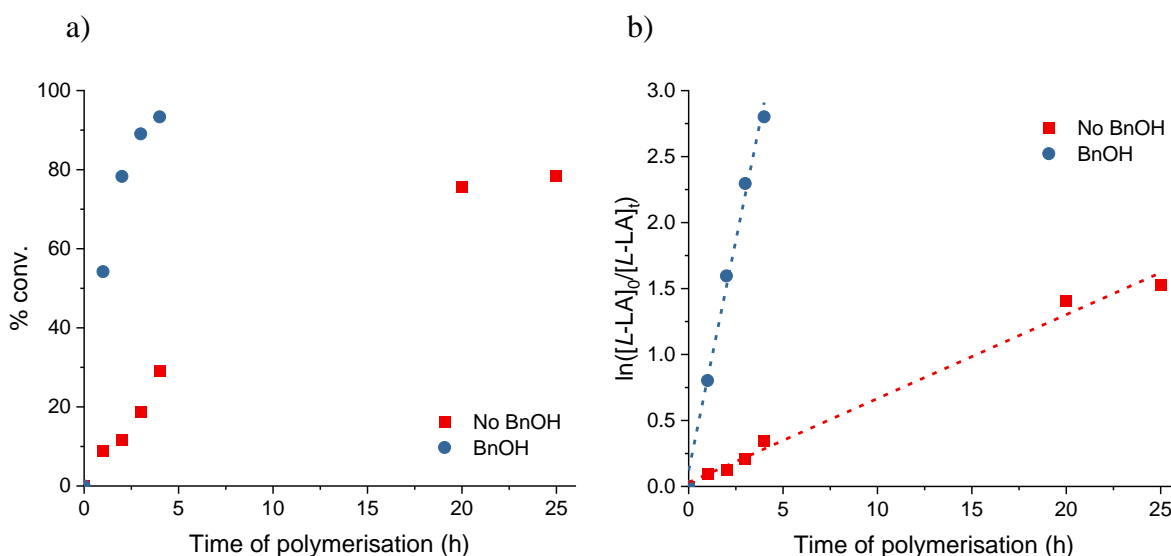 a)
% conv.
100
80
60
40
20
0
0 5 10 15 20 25
Time of polymerisation (h)
No BnOH
BnOH
b)
ln([L-LA]0/[L-LA]t)
3.0
2.5
2.0
1.5
1.0
0.5
0.0
0 5 10 15 20 25
Time of polymerisation (h)
No BnOH
BnOH